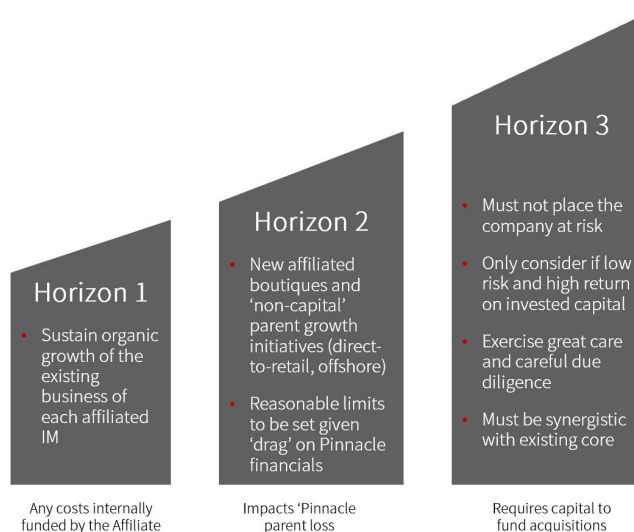 Horizon 1
• Sustain organic
growth of the
existing
business of
each affiliated
IM
Any costs internally
funded by the Affiliate
Horizon 2
• New affiliated
boutiques and
‘non-capital’
parent growth
initiatives (direct-
to-retail, offshore)
• Reasonable limits
to be set given
‘drag’ on Pinnacle
financials
Impacts ‘Pinnacle
parent loss
Horizon 3
• Must not place the
company at risk
• Only consider if low
risk and high return
on invested capital
• Exercise great care
and careful due
diligence
• Must be synergistic
with existing core
Requires capital to
fund acquisitions